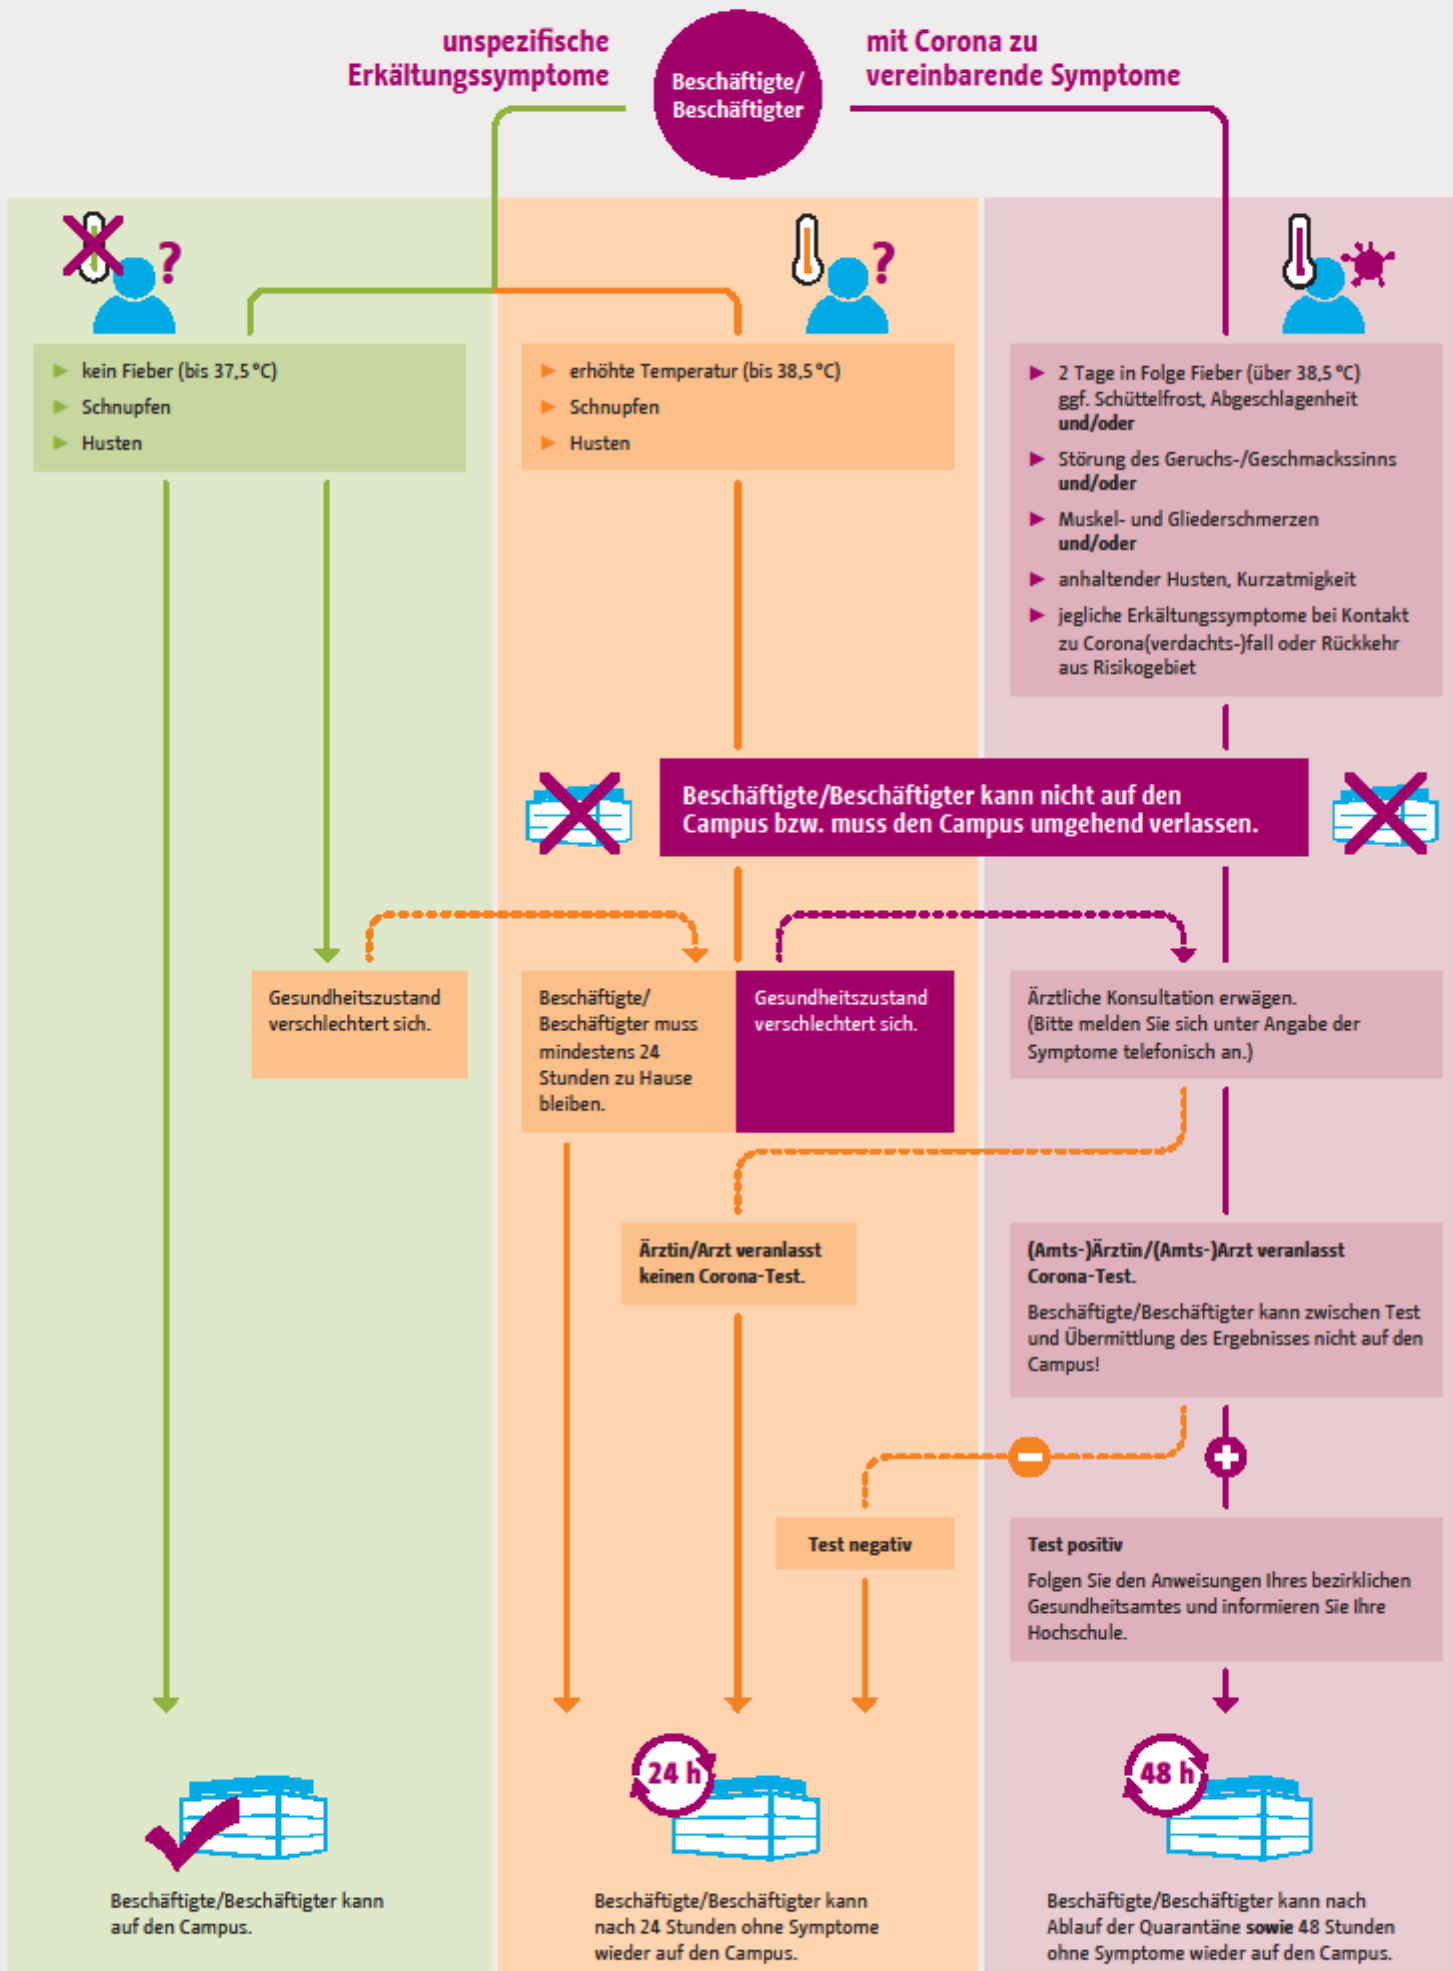 unspezifische
Erkältungssymptome
Beschäftigte/
Beschäftigter
mit Corona zu
vereinbarende Symptome
?
?
► kein Fieber (bis 37,5 °C)
► Schnupfen
► Husten
► erhöhte Temperatur (bis 38,5 °C)
► Schnupfen
► Husten
► 2 Tage in Folge Fieber (über 38,5 °C)
ggf. Schüttelfrost, Abgeschlagenheit
und/oder
► Störung des Geruchs-/Geschmackssinns
und/oder
► Muskel- und Gliederschmerzen
und/oder
► anhaltender Husten, Kurzatmigkeit
► jegliche Erkältungssymptome bei Kontakt
zu Corona(verdachts-)fall oder Rückkehr
aus Risikogebiet
Beschäftigte/Beschäftigter kann nicht auf den
Campus bzw. muss den Campus umgehend verlassen.
Gesundheitszustand
verschlechtert sich.
Beschäftigte/
Beschäftigter muss
mindestens 24
Stunden zu Hause
bleiben.
Gesundheitszustand
verschlechtert sich.
Ärztliche Konsultation erwägen.
(Bitte melden Sie sich unter Angabe der
Symptome telefonisch an.)
Ärztin/Arzt veranlasst
keinen Corona-Test.
(Amts-)Ärztin/(Amts-)Arzt veranlasst
Corona-Test.
Beschäftigte/Beschäftigter kann zwischen Test
und Übermittlung des Ergebnisses nicht auf den
Campus!
Test negativ
Test positiv
Folgen Sie den Anweisungen Ihres bezirklichen
Gesundheitsamtes und informieren Sie Ihre
Hochschule.
24 h
48 h
Beschäftigte/Beschäftigter kann
auf den Campus.
Beschäftigte/Beschäftigter kann
nach 24 Stunden ohne Symptome
wieder auf den Campus.
Beschäftigte/Beschäftigter kann nach
Ablauf der Quarantäne sowie 48 Stunden
ohne Symptome wieder auf den Campus.